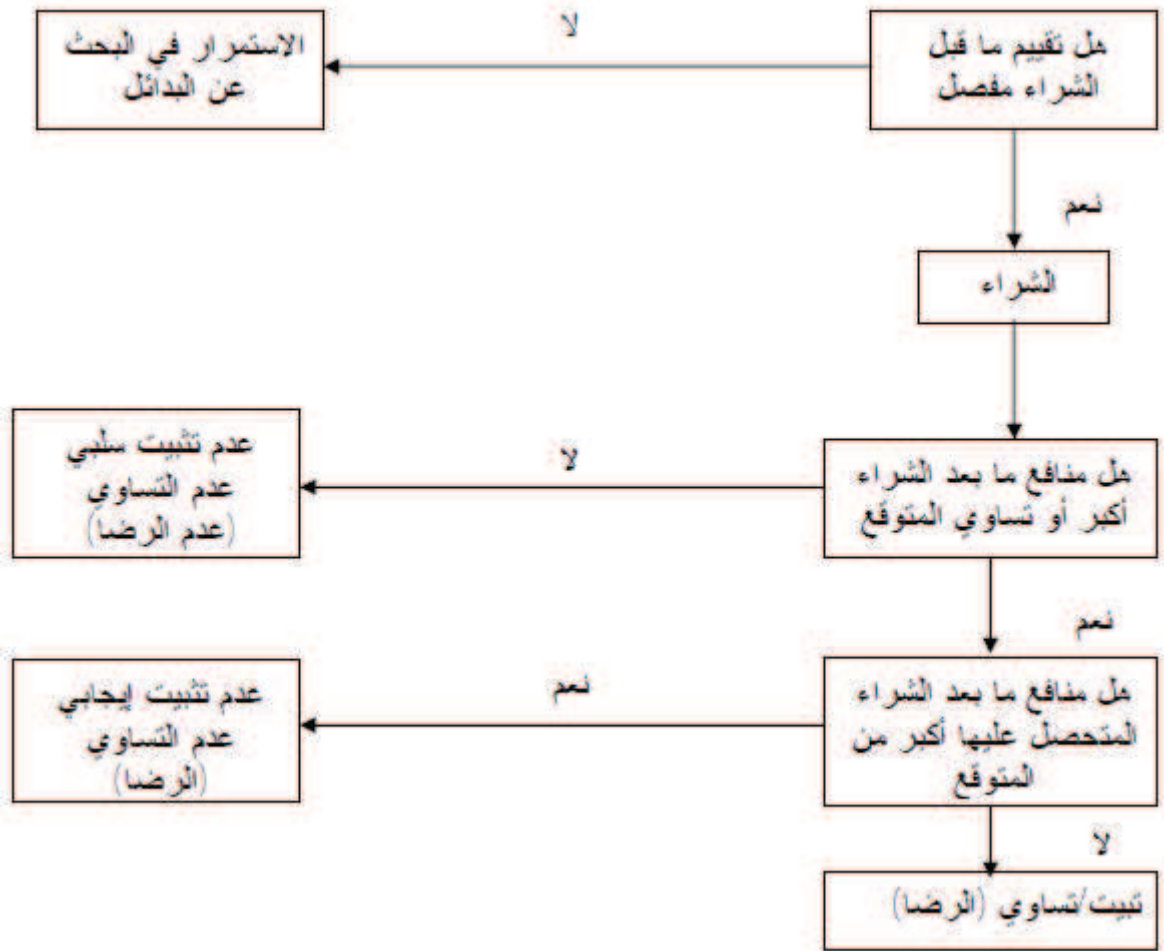 هل تقييم ما قبل
الشراء مفصل
لا
الاستمرار في البحث
عن البدائل
نعم
الشراء
هل منافع ما بعد الشراء
أكبر أو تساوي المتوقع
لا
عدم تثبيت سلبي
عدم التساوي
(عدم الرضا)
نعم
هل منافع ما بعد الشراء
المتحصل عليها أكبر من
المتوقع
نعم
عدم تثبيت إيجابي
عدم التساوي
(الرضا)
لا
تبيت/تساوي (الرضا)